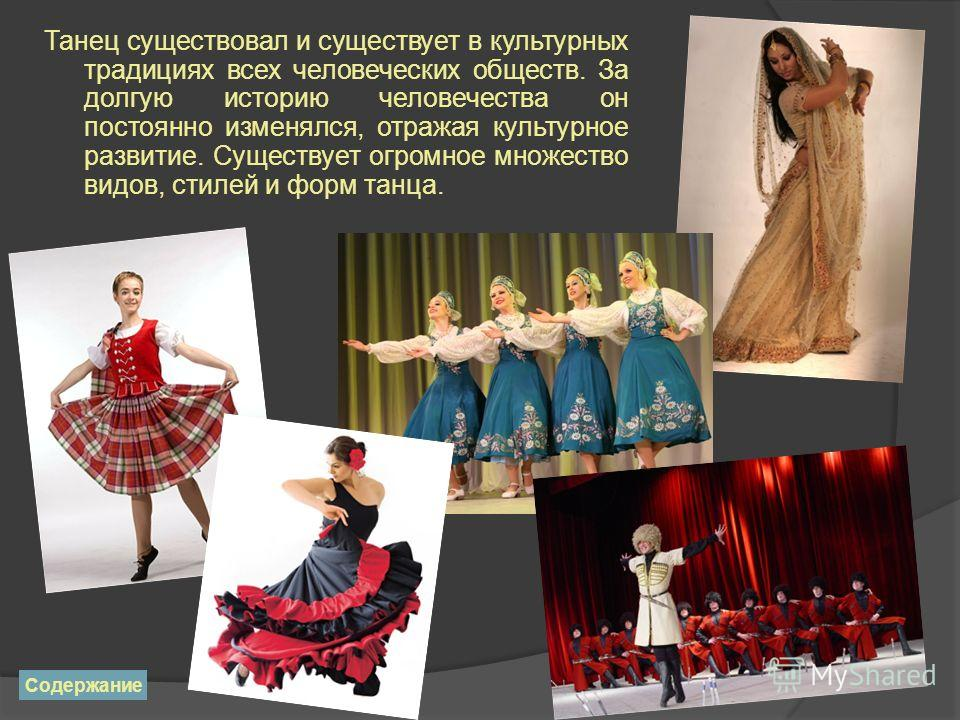 Танец существовал и существует в культурных
традициях всех человеческих обществ. За
долгую историю человечества он
постоянно изменялся, отражая культурное
развитие. Существует огромное множество
видов, стилей и форм танца.
Содержание
MyShared